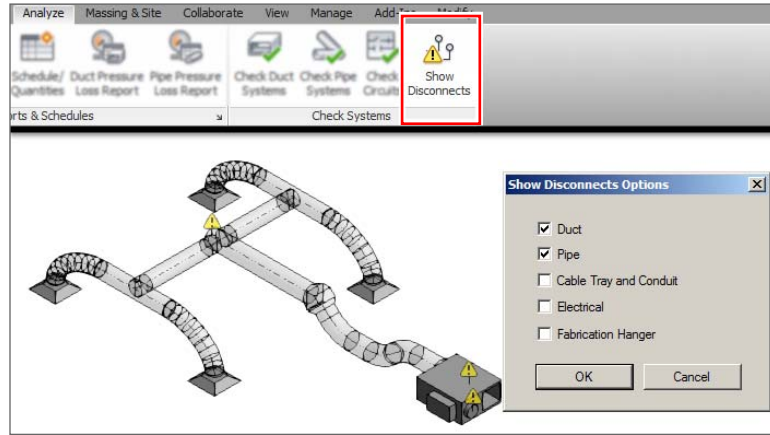 Analyze Massing & Site Collaborate View Manage Add-Ins Modify
Schedule/ Duct Pressure Pipe Pressure Check Duct Check Pipe Check Show
Quantities Loss Report Loss Report Systems Systems Circuits Disconnects
rts & Schedules Check Systems
Show Disconnects Options
Duct
Pipe
Cable Tray and Conduit
Electrical
Fabrication Hanger
OK Cancel